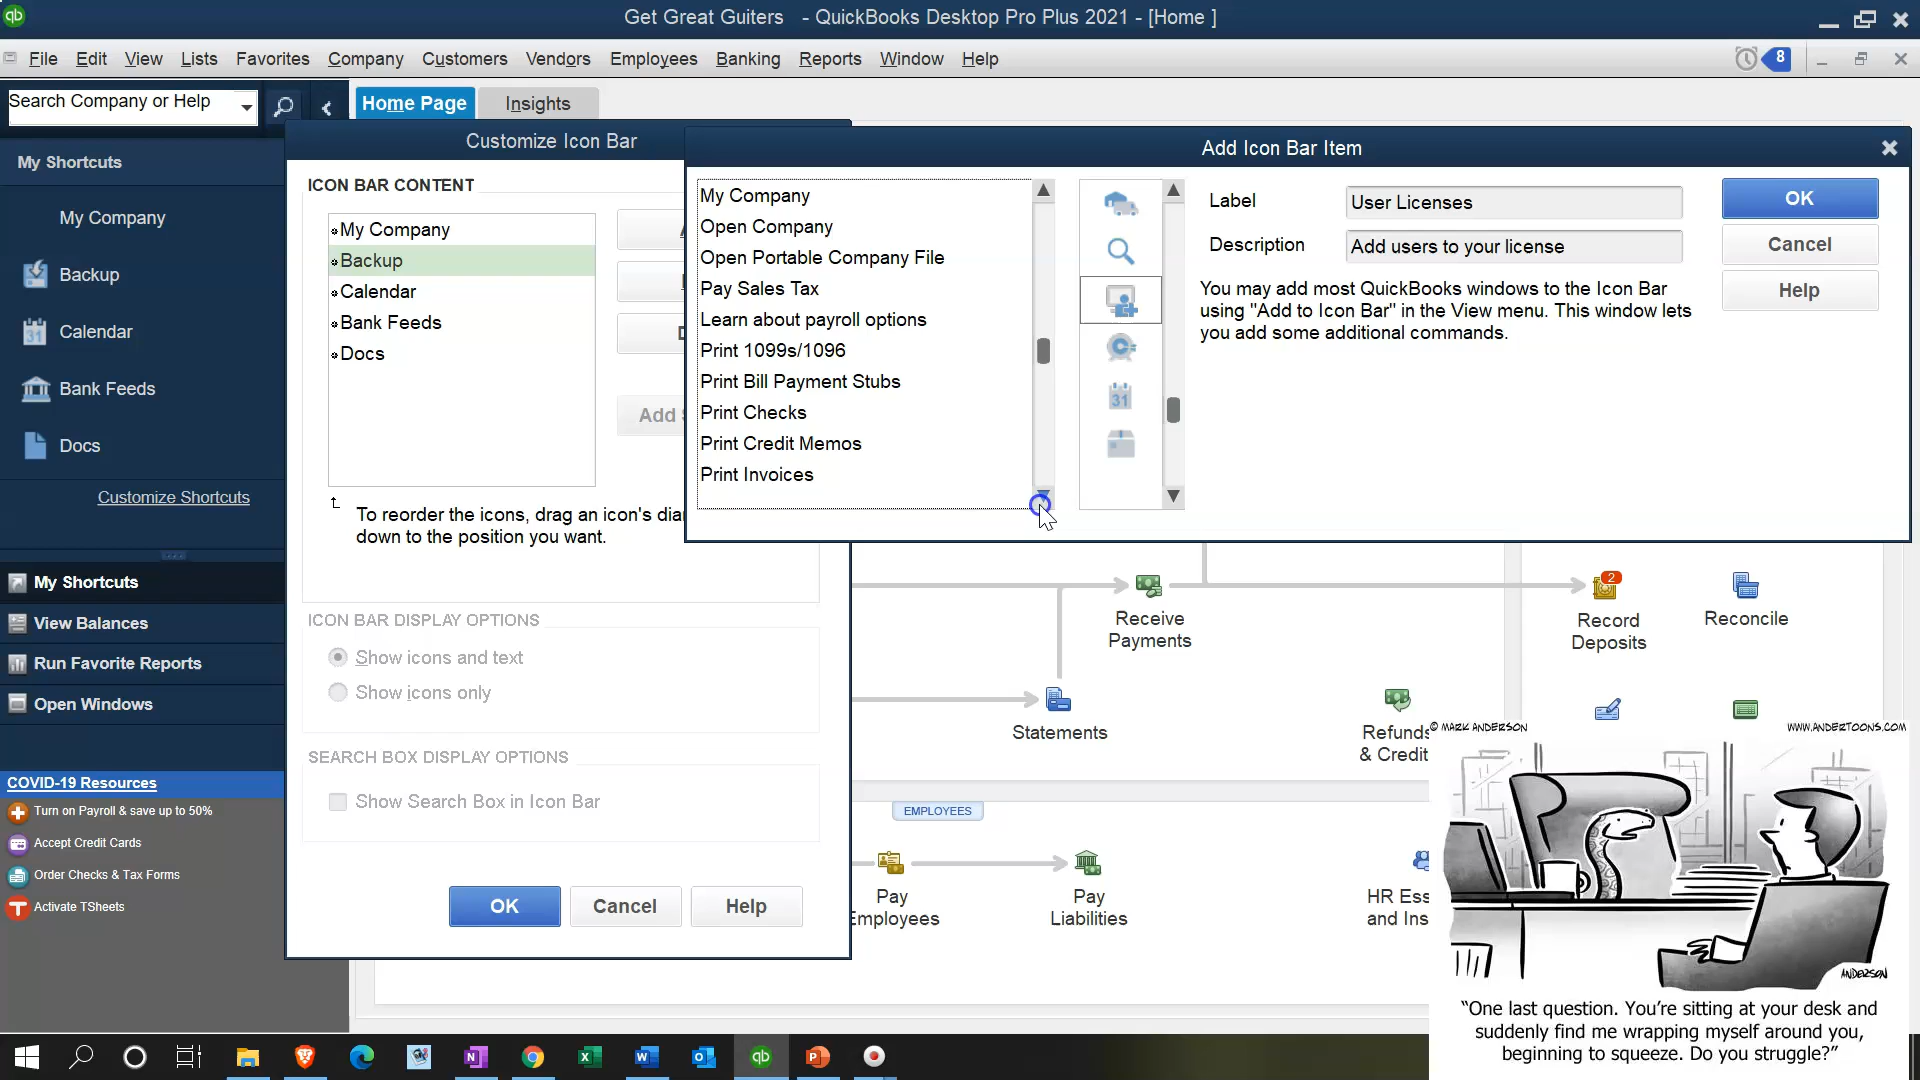 qb
Get Great Guiters - QuickBooks Desktop Pro Plus 2021 - [Home ]
File Edit View Lists Favorites Company Customers Vendors Employees Banking Reports Window Help
8
Search Company or Help
Home Page Insights
My Shortcuts
My Company
Backup
31 Calendar
Bank Feeds
Docs
Customize Shortcuts
My Shortcuts
View Balances
Run Favorite Reports
Open Windows
COVID-19 Resources
Turn on Payroll & save up to 50%
Accept Credit Cards
Order Checks & Tax Forms
Activate TSheets
Customize Icon Bar
ICON BAR CONTENT
My Company
Backup
Calendar
Bank Feeds
Docs
Add
To reorder the icons, drag an icon's
down to the position you want.
ICON BAR DISPLAY OPTIONS
Show icons and text
Show icons only
SEARCH BOX DISPLAY OPTIONS
Show Search Box in Icon Bar
OK Cancel Help
Add Icon Bar Item
My Company
Open Company
Open Portable Company File
Pay Sales Tax
Learn about payroll options
Print 1099s/1096
Print Bill Payment Stubs
Print Checks
Print Credit Memos
Print Invoices
31
Label User Licenses
Description Add users to your license
You may add most QuickBooks windows to the Icon Bar
using "Add to Icon Bar" in the View menu. This window lets
you add some additional commands.
OK
Cancel
Help
Receive
Payments
2
Record
Deposits
Reconcile
Statements
Refunds
& Credit
EMPLOYEES
Pay
Employees
Pay
Liabilities
HR Ess
and Ins
© MARK ANDERSON WWW.ANDERTOONS.COM
ANDERSON
“One last question. You’re sitting at your desk and
suddenly find me wrapping myself around you,
beginning to squeeze. Do you struggle?”